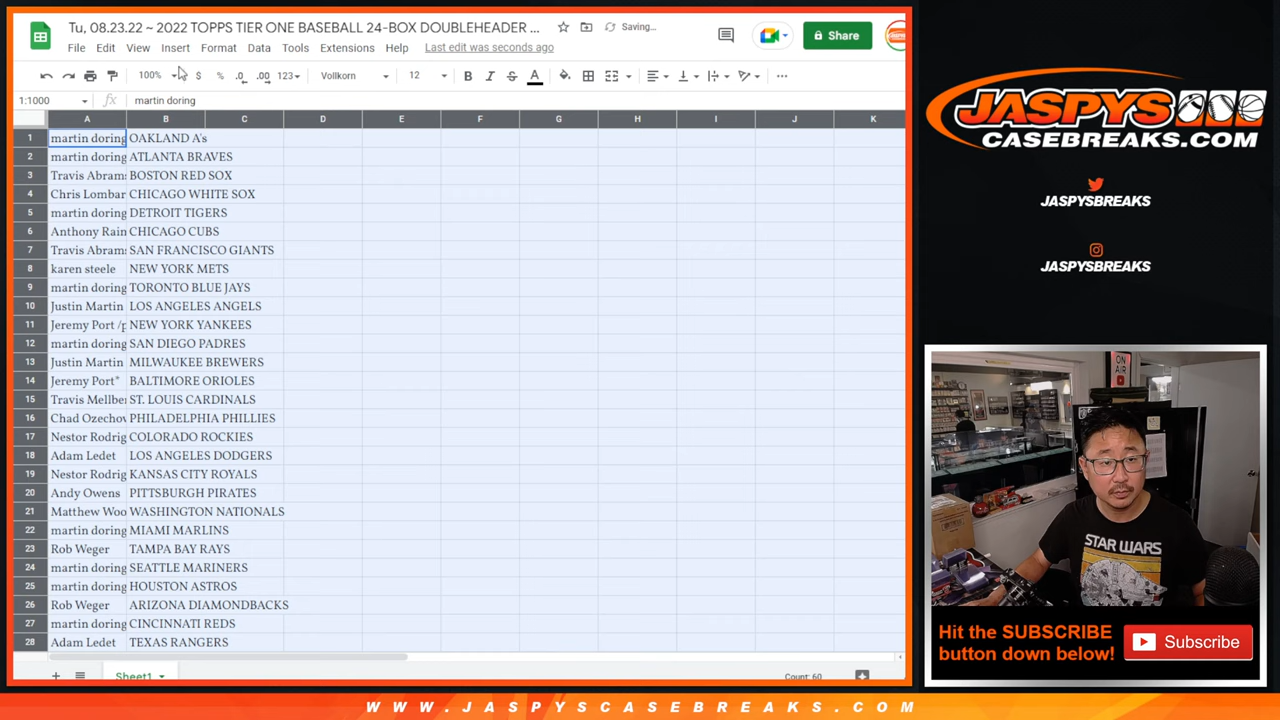 Tu, 08.23.22 ~ 2022 TOPPS TIER ONE BASEBALL 24-BOX DOUBLEHEADER ... Saving...
File Edit View Insert Format Data Tools Extensions Help Last edit was seconds ago
Share
100% $ % .0 .00 123 Vollkorn 12 B I S A
1:1000 fx martin doring
A B C D E F G H I J K
1 martin doring OAKLAND A's
2 martin doring ATLANTA BRAVES
3 Travis Abrams BOSTON RED SOX
4 Chris Lombar CHICAGO WHITE SOX
5 martin doring DETROIT TIGERS
6 Anthony Rain CHICAGO CUBS
7 Travis Abrams SAN FRANCISCO GIANTS
8 karen steele NEW YORK METS
9 martin doring TORONTO BLUE JAYS
10 Justin Martin LOS ANGELES ANGELS
11 Jeremy Port /p NEW YORK YANKEES
12 martin doring SAN DIEGO PADRES
13 Justin Martin MILWAUKEE BREWERS
14 Jeremy Port* BALTIMORE ORIOLES
15 Travis Mellber ST. LOUIS CARDINALS
16 Chad Ozechov PHILADELPHIA PHILLIES
17 Nestor Rodrig COLORADO ROCKIES
18 Adam Ledet LOS ANGELES DODGERS
19 Nestor Rodrig KANSAS CITY ROYALS
20 Andy Owens PITTSBURGH PIRATES
21 Matthew Woo WASHINGTON NATIONALS
22 martin doring MIAMI MARLINS
23 Rob Weger TAMPA BAY RAYS
24 martin doring SEATTLE MARINERS
25 martin doring HOUSTON ASTROS
26 Rob Weger ARIZONA DIAMONDBACKS
27 martin doring CINCINNATI REDS
28 Adam Ledet TEXAS RANGERS
Sheet1 Count: 60
JASPYS
CASEBREAKS.COM
JASPYSBREAKS
JASPYSBREAKS
ON
AIR
STAR WARS
Hit the SUBSCRIBE
button down below!
Subscribe
WWW.JASPYSCASEBREAKS.COM